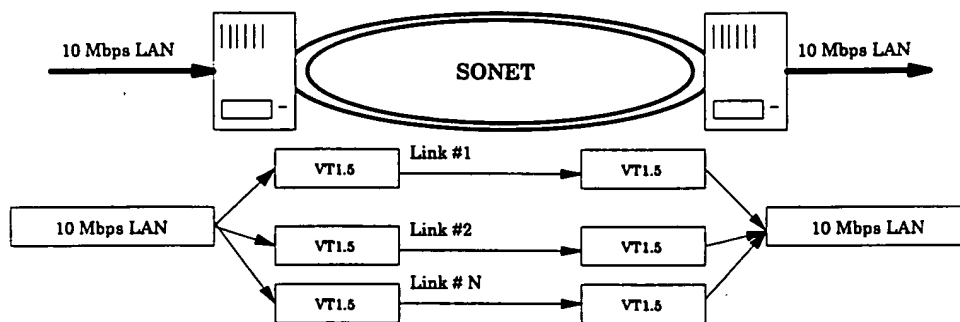 10 Mbps LAN
SONET
10 Mbps LAN
VT1.5
Link #1
VT1.5
10 Mbps LAN
VT1.5
Link #2
VT1.5
10 Mbps LAN
VT1.5
Link # N
VT1.5